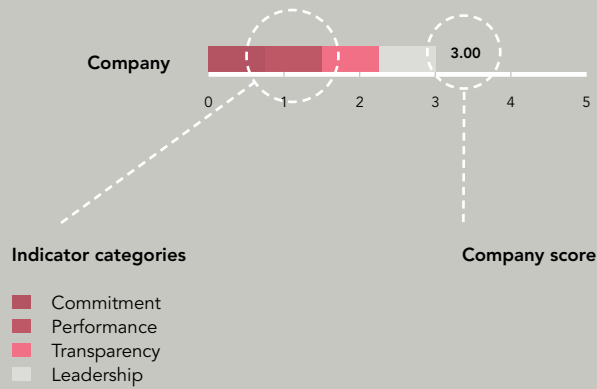 Company
3.00
0 1 2 3 4 5
Indicator categories
Company score
Commitment
Performance
Transparency
Leadership